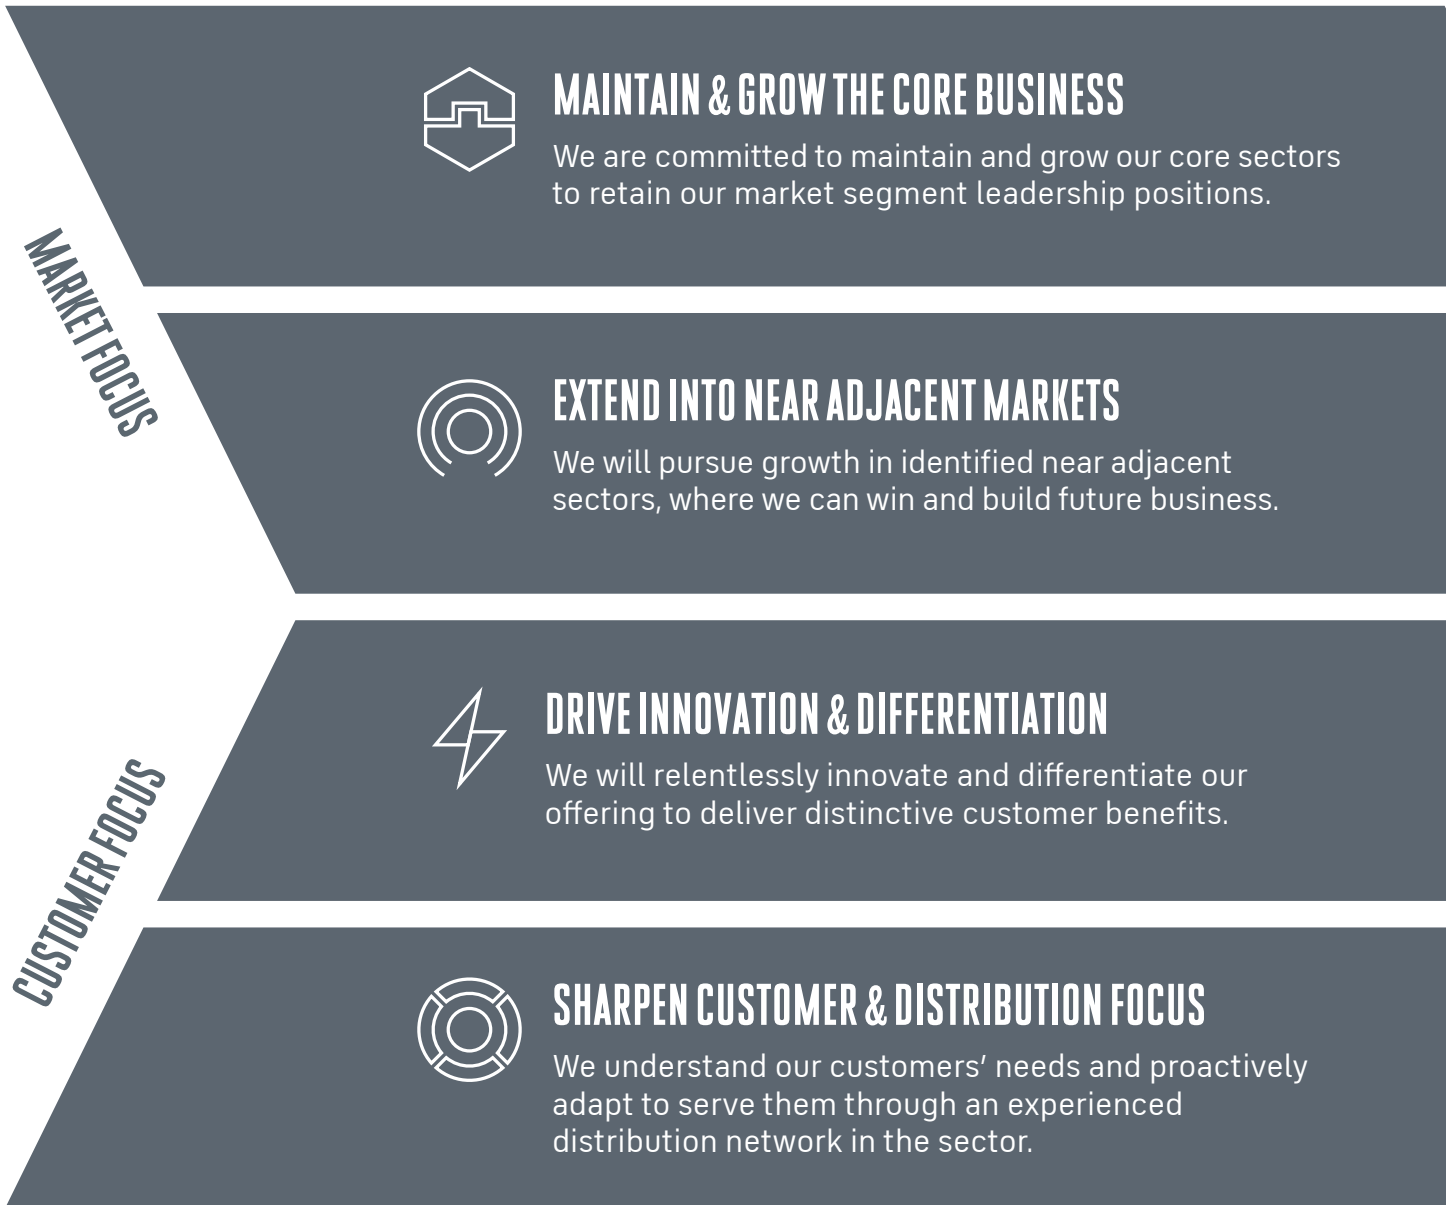 MARKET FOCUS
MAINTAIN & GROW THE CORE BUSINESS
We are committed to maintain and grow our core sectors
to retain our market segment leadership positions.
EXTEND INTO NEAR ADJACENT MARKETS
We will pursue growth in identified near adjacent
sectors, where we can win and build future business.
CUSTOMER FOCUS
DRIVE INNOVATION & DIFFERENTIATION
We will relentlessly innovate and differentiate our
offering to deliver distinctive customer benefits.
SHARPEN CUSTOMER & DISTRIBUTION FOCUS
We understand our customers’ needs and proactively
adapt to serve them through an experienced
distribution network in the sector.